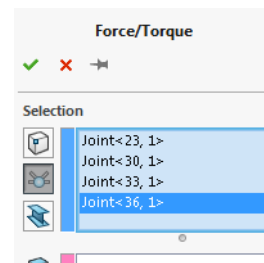 Force/Torque
Selection
Joint<23, 1>
Joint<30, 1>
Joint<33, 1>
Joint<36, 1>